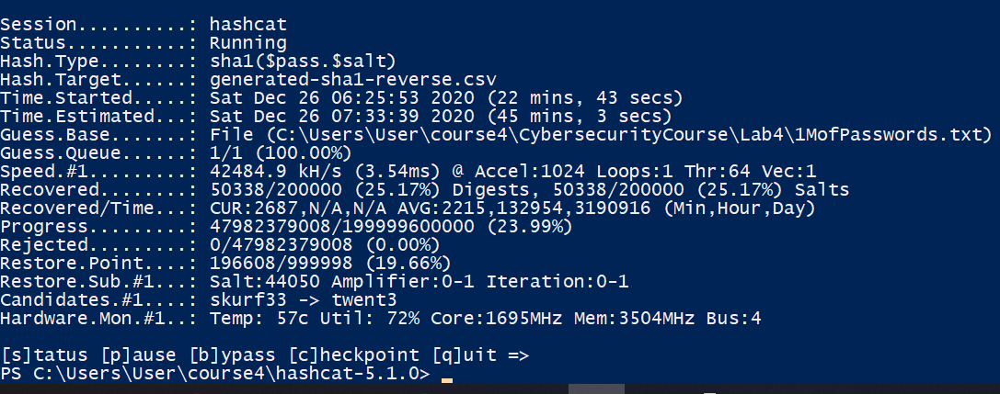 Session..........: hashcat
Status...........: Running
Hash.Type........: sha1($pass.$salt)
Hash.Target......: generated-sha1-reverse.csv
Time.Started.....: Sat Dec 26 06:25:53 2020 (22 mins, 43 secs)
Time.Estimated...: Sat Dec 26 07:33:39 2020 (45 mins, 3 secs)
Guess.Base.......: File (C:\Users\User\course4\CybersecurityCourse\Lab4\1MofPasswords.txt)
Guess.Queue......: 1/1 (100.00%)
Speed.#1.........: 42484.9 kH/s (3.54ms) @ Accel:1024 Loops:1 Thr:64 Vec:1
Recovered........: 50338/200000 (25.17%) Digests, 50338/200000 (25.17%) Salts
Recovered/Time...: CUR:2687,N/A,N/A AVG:2215,132954,3190916 (Min,Hour,Day)
Progress.........: 47982379008/199999600000 (23.99%)
Rejected.........: 0/47982379008 (0.00%)
Restore.Point....: 196608/999998 (19.66%)
Restore.Sub.#1...: Salt:44050 Amplifier:0-1 Iteration:0-1
Candidates.#1....: skurf33 -> twent3
Hardware.Mon.#1..: Temp: 57c Util: 72% Core:1695MHz Mem:3504MHz Bus:4
[s]tatus [p]ause [b]ypass [c]heckpoint [q]uit =>
PS C:\Users\User\course4\hashcat-5.1.0>